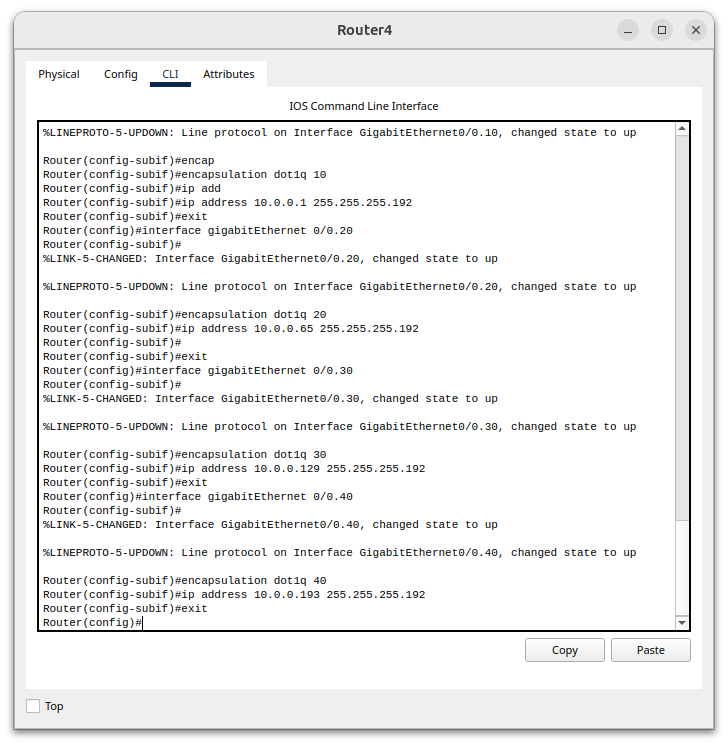 Router4
Physical
Config
CLI
Attributes
IOS Command Line Interface
%LINEPROTO-5-UPDOWN: Line protocol on Interface GigabitEthernet0/0.10, changed state to up
Router(config-subif)#encap
Router(config-subif)#encapsulation dot1q 10
Router(config-subif)#ip add
Router(config-subif)#ip address 10.0.0.1 255.255.255.192
Router(config-subif)#exit
Router(config)#interface gigabitEthernet 0/0.20
Router(config-subif)#
%LINK-5-CHANGED: Interface GigabitEthernet0/0.20, changed state to up
%LINEPROTO-5-UPDOWN: Line protocol on Interface GigabitEthernet0/0.20, changed state to up
Router(config-subif)#encapsulation dot1q 20
Router(config-subif)#ip address 10.0.0.65 255.255.255.192
Router(config-subif)#
Router(config-subif)#exit
Router(config)#interface gigabitEthernet 0/0.30
Router(config-subif)#
%LINK-5-CHANGED: Interface GigabitEthernet0/0.30, changed state to up
%LINEPROTO-5-UPDOWN: Line protocol on Interface GigabitEthernet0/0.30, changed state to up
Router(config-subif)#encapsulation dot1q 30
Router(config-subif)#ip address 10.0.0.129 255.255.255.192
Router(config-subif)#exit
Router(config)#interface gigabitEthernet 0/0.40
Router(config-subif)#
%LINK-5-CHANGED: Interface GigabitEthernet0/0.40, changed state to up
%LINEPROTO-5-UPDOWN: Line protocol on Interface GigabitEthernet0/0.40, changed state to up
Router(config-subif)#encapsulation dot1q 40
Router(config-subif)#ip address 10.0.0.193 255.255.255.192
Router(config-subif)#exit
Router(config)#
Copy
Paste
Top